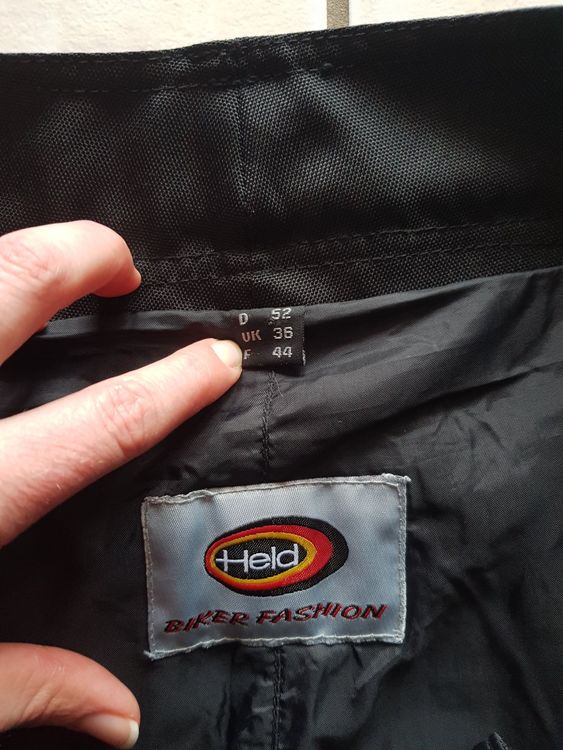 D 52
UK 36
F 44
Held
BIKER FASHION